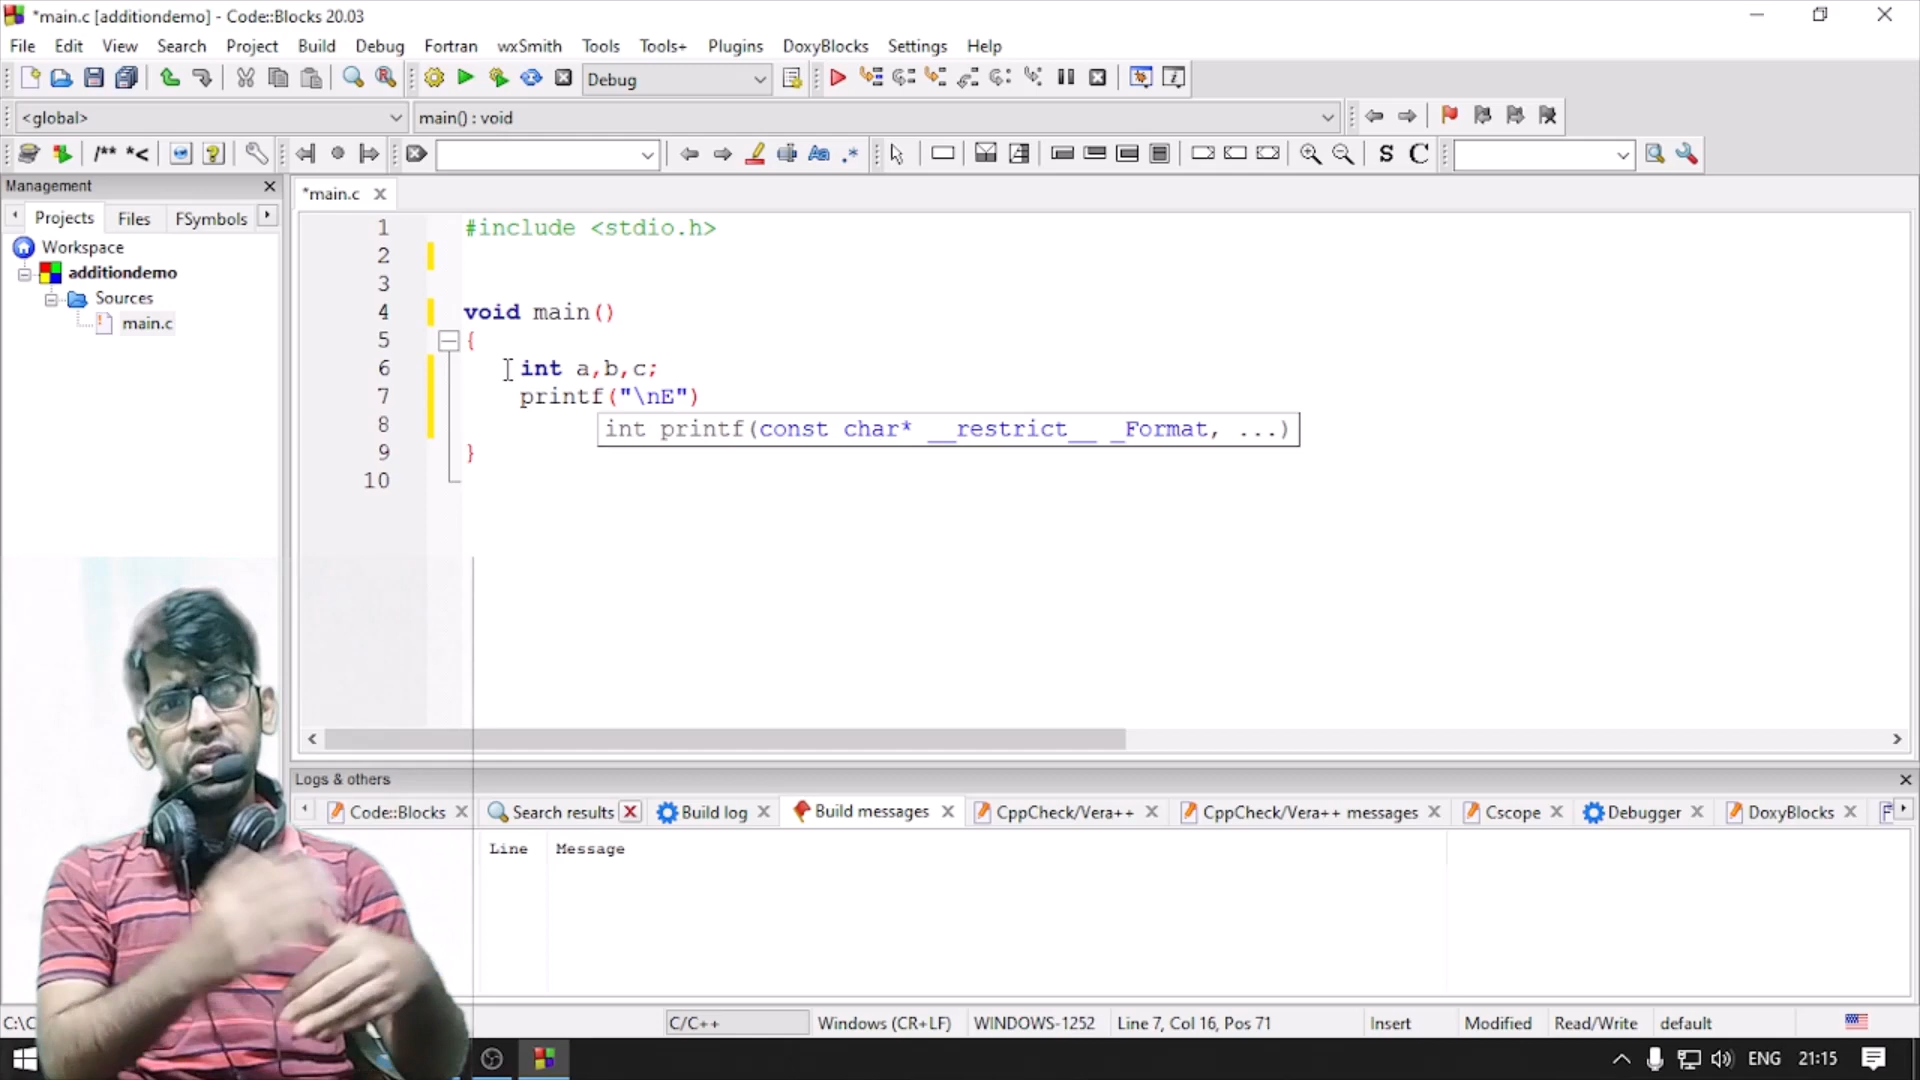 *main.c [additiondemo] - Code::Blocks 20.03
File Edit View Search Project Build Debug Fortran wxSmith Tools Tools+ Plugins DoxyBlocks Settings Help
Debug
<global> main() : void
/** *< Aa .* S C
Management
Projects Files FSymbols
Workspace
additiondemo
Sources
main.c
*main.c
1 #include <stdio.h>
2
3
4 void main()
5 {
6 int a,b,c;
7 printf("\nE")
8
int printf(const char* __restrict__ _Format, ...)
9 }
10
Logs & others
Code::Blocks Search results Build log Build messages CppCheck/Vera++ CppCheck/Vera++ messages Cscope Debugger DoxyBlocks F
Line Message
C:\C C/C++ Windows (CR+LF) WINDOWS-1252 Line 7, Col 16, Pos 71 Insert Modified Read/Write default
ENG 21:15